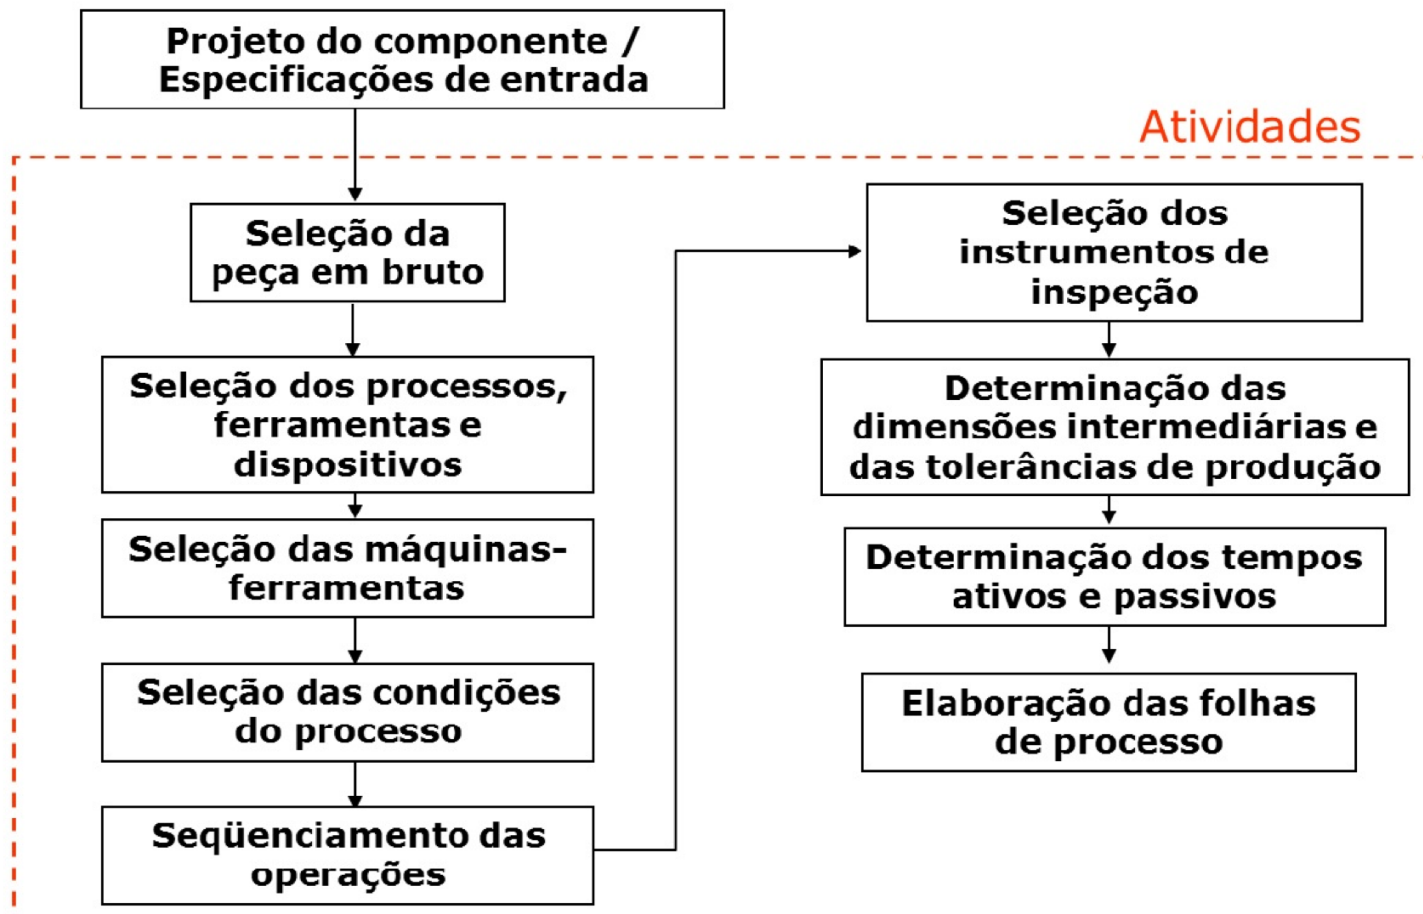 Projeto do componente /
Especificações de entrada
Atividades
Seleção da
peça em bruto
Seleção dos processos,
ferramentas e
dispositivos
Seleção das máquinas-
ferramentas
Seleção das condições
do processo
Seqüenciamento das
operações
Seleção dos
instrumentos de
inspeção
Determinação das
dimensões intermediárias e
das tolerâncias de produção
Determinação dos tempos
ativos e passivos
Elaboração das folhas
de processo